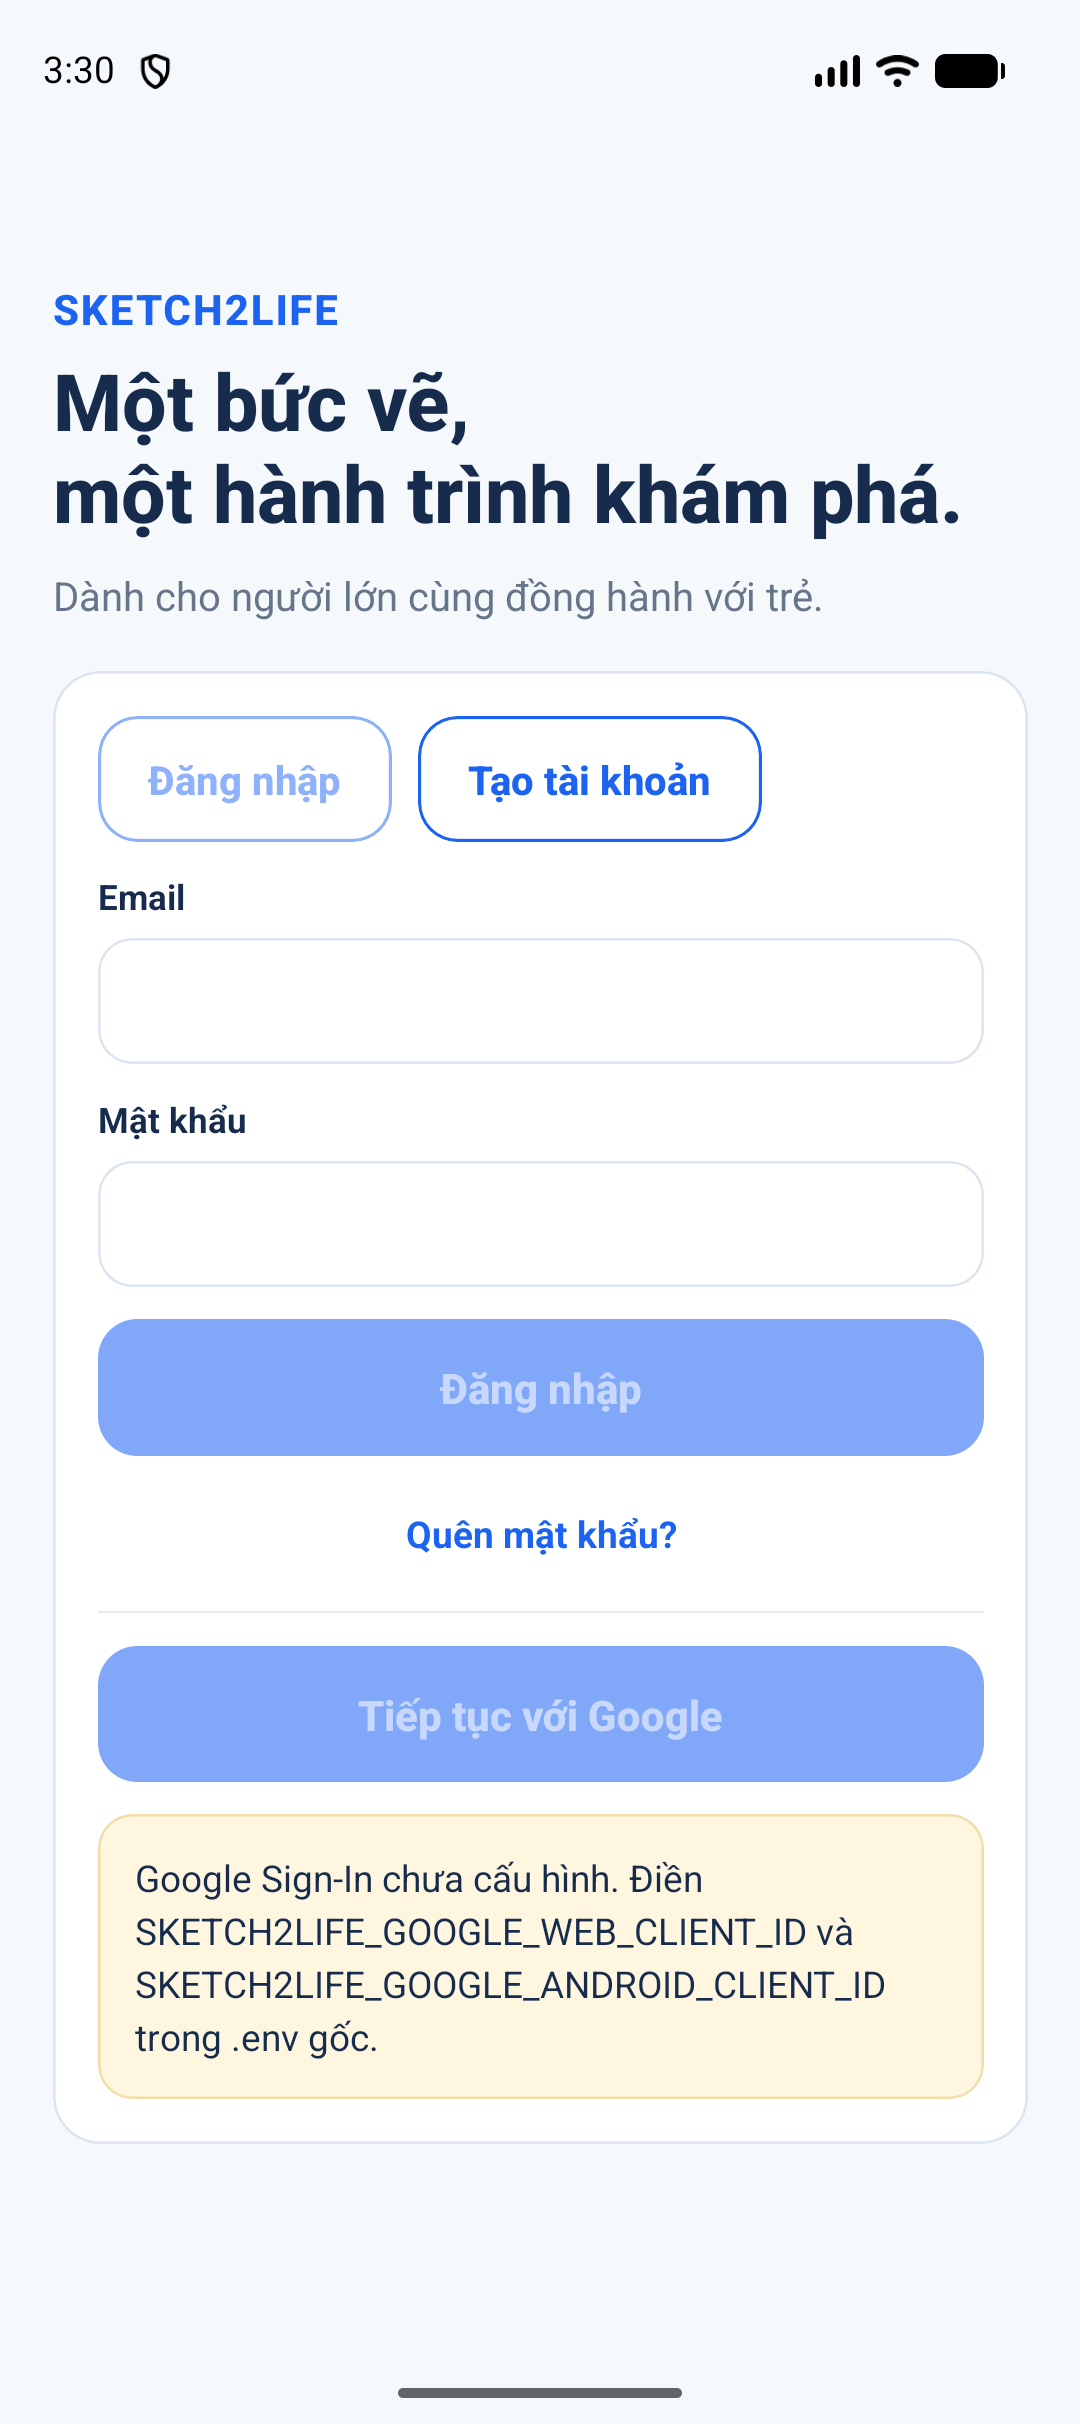 3:30
SKETCH2LIFE
Một bức vẽ,
một hành trình khám phá.
Dành cho người lớn cùng đồng hành với trẻ.
Đăng nhập
Tạo tài khoản
Email
Mật khẩu
Đăng nhập
Quên mật khẩu?
Tiếp tục với Google
Google Sign-In chưa cấu hình. Điền
SKETCH2LIFE_GOOGLE_WEB_CLIENT_ID và
SKETCH2LIFE_GOOGLE_ANDROID_CLIENT_ID
trong .env gốc.